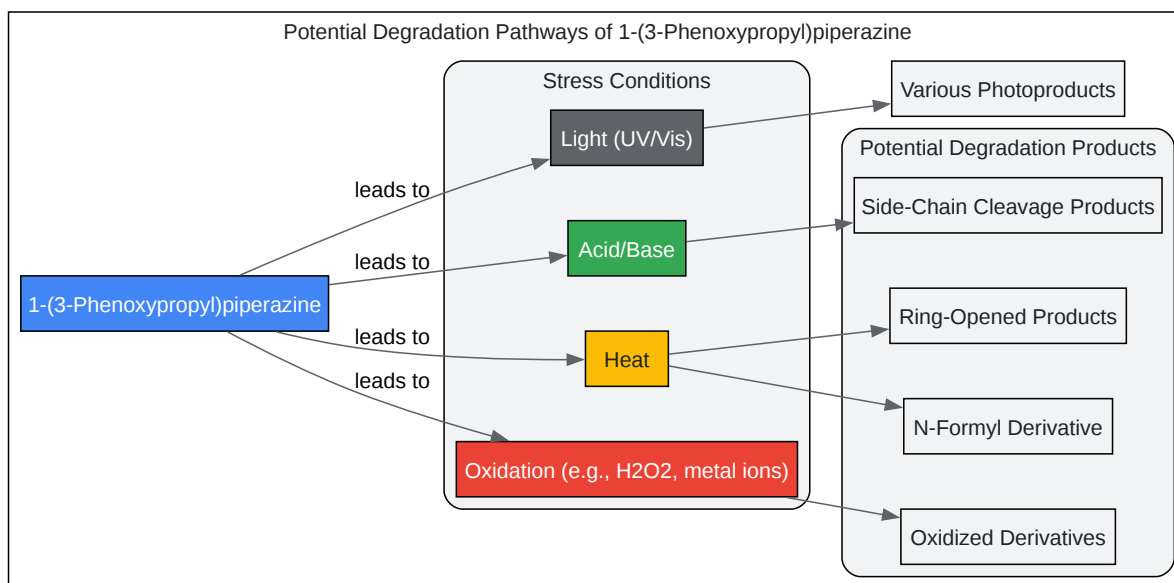 Potential Degradation Pathways of 1-(3-Phenoxypropyl)piperazine
Stress Conditions
Various Photoproducts
Light (UV/Vis)
Potential Degradation Products
leads to
Side-Chain Cleavage Products
Acid/Base
leads to
1-(3-Phenoxypropyl)piperazine
Ring-Opened Products
leads to
Heat
leads to
N-Formyl Derivative
Oxidation (e.g., H2O2, metal ions)
Oxidized Derivatives